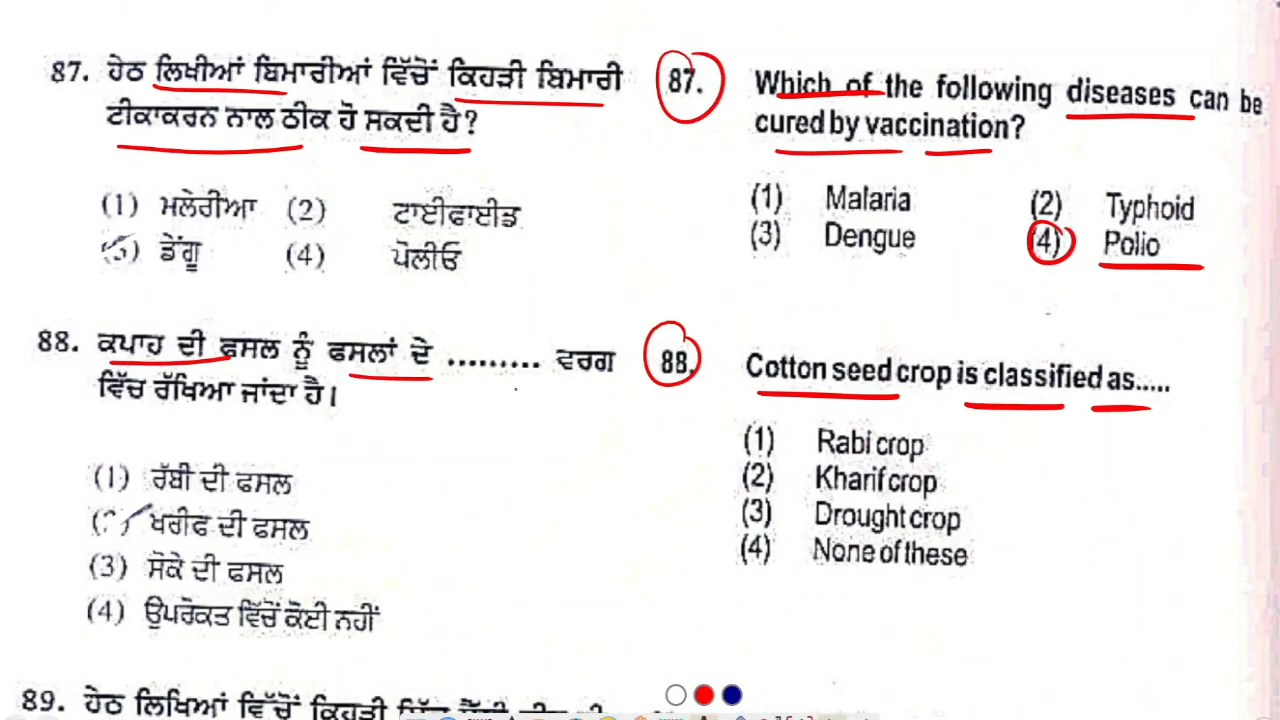 87. ਹੇਠ ਲਿਖੀਆਂ ਬਿਮਾਰੀਆਂ ਵਿੱਚੋਂ ਕਿਹੜੀ ਬਿਮਾਰੀ
ਟੀਕਾਕਰਨ ਨਾਲ ਠੀਕ ਹੋ ਸਕਦੀ ਹੈ?
(1) ਮਲੇਰੀਆ (2) ਟਾਈਫਾਈਡ
ਡੇਂਗੂ (4) ਪੋਲੀਓ
88. ਕਪਾਹ ਦੀ ਫਸਲ ਨੂੰ ਫਸਲਾਂ ਦੇ ......... ਵਰਗ
ਵਿੱਚ ਰੱਖਿਆ ਜਾਂਦਾ ਹੈ।
(1) ਰੱਬੀ ਦੀ ਫਸਲ
ਖਰੀਫ ਦੀ ਫਸਲ
(3) ਸੋਕੇ ਦੀ ਫਸਲ
(4) ਉਪਰੋਕਤ ਵਿੱਚੋਂ ਕੋਈ ਨਹੀਂ
89. ਹੇਠ ਲਿਖਿਆਂ ਵਿੱਚੋਂ ਕਿਹੜੀ
87. Which of the following diseases can be
cured by vaccination?
(1) Malaria (2) Typhoid
(3) Dengue (4) Polio
88. Cotton seed crop is classified as.....
(1) Rabi crop
(2) Kharif crop
(3) Drought crop
(4) None of these